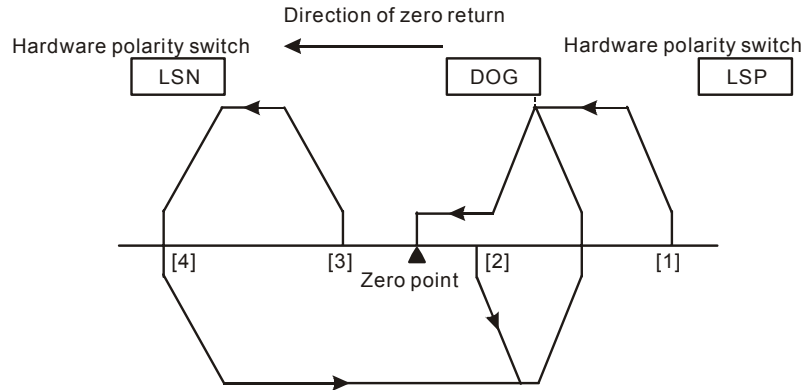 Direction of zero return
Hardware polarity switch
Hardware polarity switch
LSN
DOG
LSP
[4]
[3]
[2]
[1]
Zero point